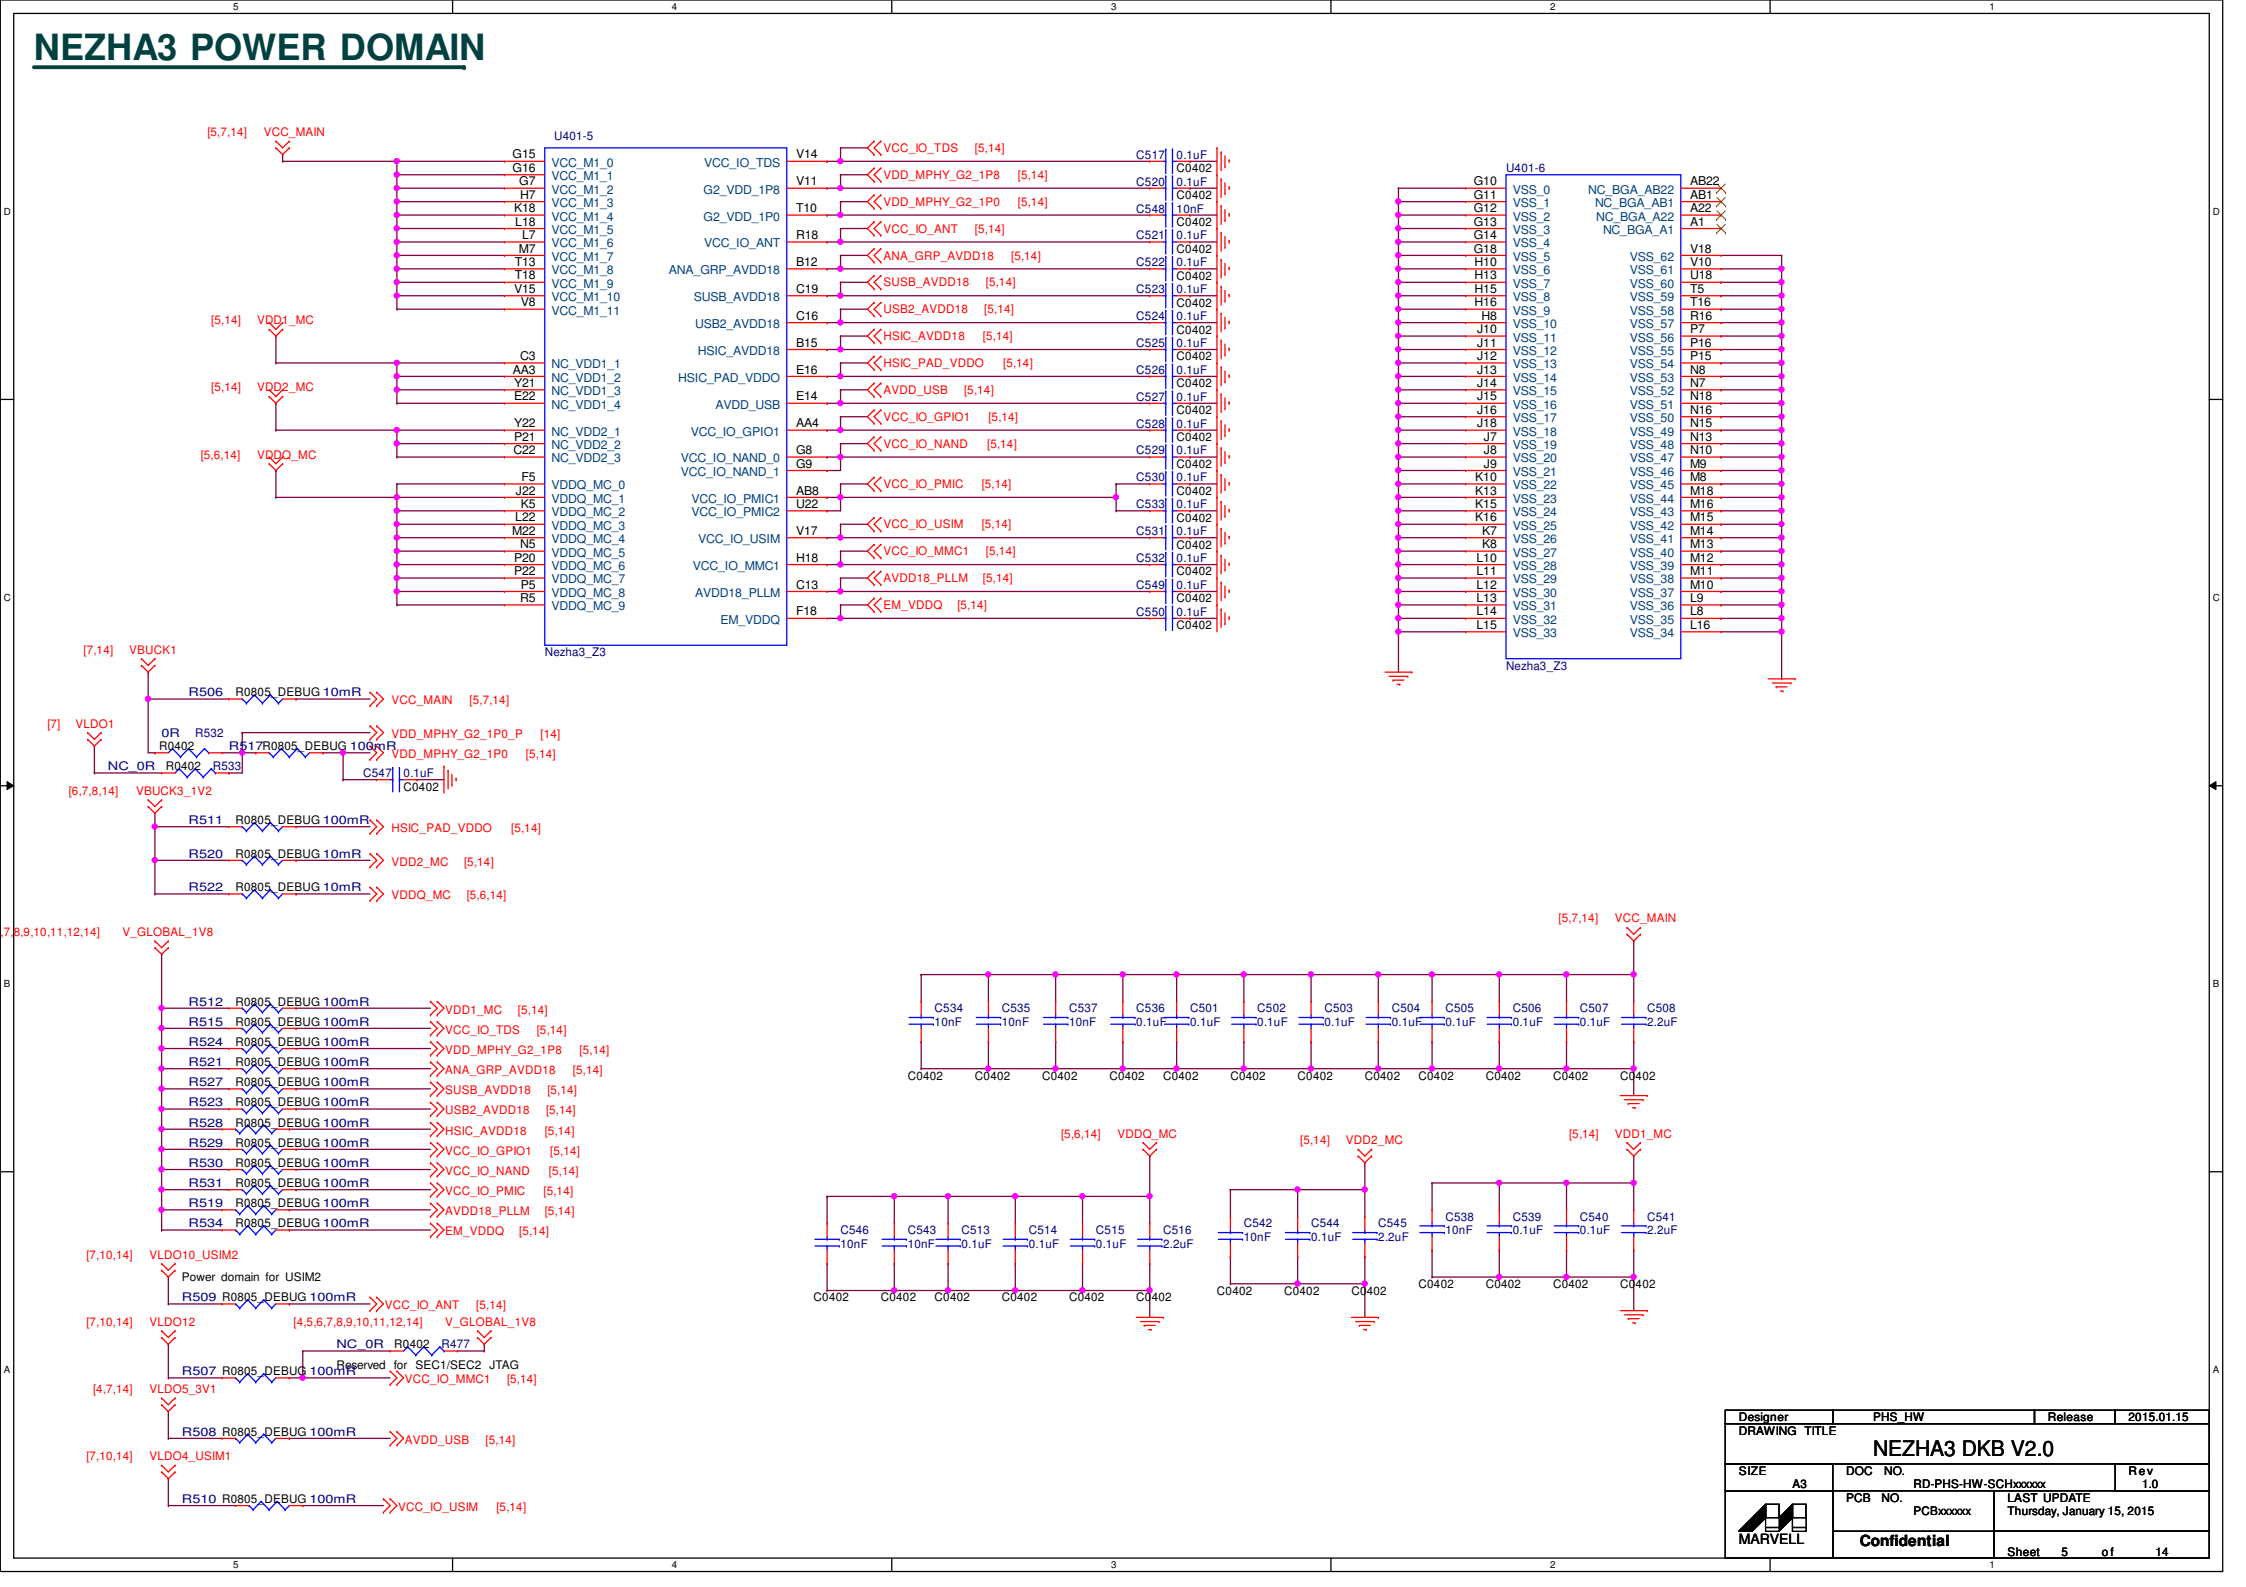 5 4 3 2 1
NEZHA3 POWER DOMAIN
[5,7,14] VCC_MAIN
[5,14] VDD1_MC
[5,14] VDD2_MC
[5,6,14] VDDQ_MC
U401-5
G15 VCC_M1_0
G16 VCC_M1_1
G7 VCC_M1_2
H7 VCC_M1_3
K18 VCC_M1_4
L18 VCC_M1_5
L7 VCC_M1_6
M7 VCC_M1_7
T13 VCC_M1_8
T18 VCC_M1_9
V15 VCC_M1_10
V8 VCC_M1_11
C3 NC_VDD1_1
AA3 NC_VDD1_2
Y21 NC_VDD1_3
E22 NC_VDD1_4
Y22 NC_VDD2_1
P21 NC_VDD2_2
C22 NC_VDD2_3
F5 VDDQ_MC_0
J22 VDDQ_MC_1
K5 VDDQ_MC_2
L22 VDDQ_MC_3
M22 VDDQ_MC_4
N5 VDDQ_MC_5
P20 VDDQ_MC_6
P22 VDDQ_MC_7
P5 VDDQ_MC_8
R5 VDDQ_MC_9
VCC_IO_TDS V14 VCC_IO_TDS [5,14] C517 0.1uF C0402
G2_VDD_1P8 V11 VDD_MPHY_G2_1P8 [5,14] C520 0.1uF C0402
G2_VDD_1P0 T10 VDD_MPHY_G2_1P0 [5,14] C548 10nF C0402
VCC_IO_ANT R18 VCC_IO_ANT [5,14] C521 0.1uF C0402
ANA_GRP_AVDD18 B12 ANA_GRP_AVDD18 [5,14] C522 0.1uF C0402
SUSB_AVDD18 C19 SUSB_AVDD18 [5,14] C523 0.1uF C0402
USB2_AVDD18 C16 USB2_AVDD18 [5,14] C524 0.1uF C0402
HSIC_AVDD18 B15 HSIC_AVDD18 [5,14] C525 0.1uF C0402
HSIC_PAD_VDDO E16 HSIC_PAD_VDDO [5,14] C526 0.1uF C0402
AVDD_USB E14 AVDD_USB [5,14] C527 0.1uF C0402
VCC_IO_GPIO1 AA4 VCC_IO_GPIO1 [5,14] C528 0.1uF C0402
VCC_IO_NAND_0 G8 VCC_IO_NAND [5,14] C529 0.1uF C0402
VCC_IO_NAND_1 G9
VCC_IO_PMIC1 AB8 VCC_IO_PMIC [5,14] C530 0.1uF C0402
VCC_IO_PMIC2 U22 C533 0.1uF C0402
VCC_IO_USIM V17 VCC_IO_USIM [5,14] C531 0.1uF C0402
VCC_IO_MMC1 H18 VCC_IO_MMC1 [5,14] C532 0.1uF C0402
AVDD18_PLLM C13 AVDD18_PLLM [5,14] C549 0.1uF C0402
EM_VDDQ F18 EM_VDDQ [5,14] C550 0.1uF C0402
Nezha3_Z3
U401-6
G10 VSS_0
G11 VSS_1
G12 VSS_2
G13 VSS_3
G14 VSS_4
G18 VSS_5
H10 VSS_6
H13 VSS_7
H15 VSS_8
H16 VSS_9
H8 VSS_10
J10 VSS_11
J11 VSS_12
J12 VSS_13
J13 VSS_14
J14 VSS_15
J15 VSS_16
J16 VSS_17
J18 VSS_18
J7 VSS_19
J8 VSS_20
J9 VSS_21
K10 VSS_22
K13 VSS_23
K15 VSS_24
K16 VSS_25
K7 VSS_26
K8 VSS_27
L10 VSS_28
L11 VSS_29
L12 VSS_30
L13 VSS_31
L14 VSS_32
L15 VSS_33
NC_BGA_AB22 AB22
NC_BGA_AB1 AB1
NC_BGA_A22 A22
NC_BGA_A1 A1
VSS_62 V18
VSS_61 V10
VSS_60 U18
VSS_59 T5
VSS_58 T16
VSS_57 R16
VSS_56 P7
VSS_55 P16
VSS_54 P15
VSS_53 N8
VSS_52 N7
VSS_51 N18
VSS_50 N16
VSS_49 N15
VSS_48 N13
VSS_47 N10
VSS_46 M9
VSS_45 M8
VSS_44 M18
VSS_43 M16
VSS_42 M15
VSS_41 M14
VSS_40 M13
VSS_39 M12
VSS_38 M11
VSS_37 M10
VSS_36 L9
VSS_35 L8
VSS_34 L16
Nezha3_Z3
[7,14] VBUCK1
R506 R0805_DEBUG 10mR VCC_MAIN [5,7,14]
[7] VLDO1
0R R532
R0402
R517 R0805_DEBUG 100mR
VDD_MPHY_G2_1P0_P [14]
VDD_MPHY_G2_1P0 [5,14]
NC_0R R0402 R533
C547 0.1uF
C0402
[6,7,8,14] VBUCK3_1V2
R511 R0805_DEBUG 100mR HSIC_PAD_VDDO [5,14]
R520 R0805_DEBUG 10mR VDD2_MC [5,14]
R522 R0805_DEBUG 10mR VDDQ_MC [5,6,14]
,7,8,9,10,11,12,14] V_GLOBAL_1V8
R512 R0805_DEBUG 100mR VDD1_MC [5,14]
R515 R0805_DEBUG 100mR VCC_IO_TDS [5,14]
R524 R0805_DEBUG 100mR VDD_MPHY_G2_1P8 [5,14]
R521 R0805_DEBUG 100mR ANA_GRP_AVDD18 [5,14]
R527 R0805_DEBUG 100mR SUSB_AVDD18 [5,14]
R523 R0805_DEBUG 100mR USB2_AVDD18 [5,14]
R528 R0805_DEBUG 100mR HSIC_AVDD18 [5,14]
R529 R0805_DEBUG 100mR VCC_IO_GPIO1 [5,14]
R530 R0805_DEBUG 100mR VCC_IO_NAND [5,14]
R531 R0805_DEBUG 100mR VCC_IO_PMIC [5,14]
R519 R0805_DEBUG 100mR AVDD18_PLLM [5,14]
R534 R0805_DEBUG 100mR EM_VDDQ [5,14]
[7,10,14] VLDO10_USIM2
Power domain for USIM2
R509 R0805_DEBUG 100mR VCC_IO_ANT [5,14]
[7,10,14] VLDO12
[4,5,6,7,8,9,10,11,12,14] V_GLOBAL_1V8
NC_0R R0402 R477
Reserved for SEC1/SEC2 JTAG
R507 R0805_DEBUG 100mR VCC_IO_MMC1 [5,14]
[4,7,14] VLDO5_3V1
R508 R0805_DEBUG 100mR AVDD_USB [5,14]
[7,10,14] VLDO4_USIM1
R510 R0805_DEBUG 100mR VCC_IO_USIM [5,14]
[5,7,14] VCC_MAIN
C534 C535 C537 C536 C501 C502 C503 C504 C505 C506 C507 C508
10nF 10nF 10nF 0.1uF 0.1uF 0.1uF 0.1uF 0.1uF 0.1uF 0.1uF 0.1uF 2.2uF
C0402 C0402 C0402 C0402 C0402 C0402 C0402 C0402 C0402 C0402 C0402 C0402
[5,6,14] VDDQ_MC
C546 C543 C513 C514 C515 C516
10nF 10nF 0.1uF 0.1uF 0.1uF 2.2uF
C0402 C0402 C0402 C0402 C0402 C0402
[5,14] VDD2_MC
C542 C544 C545
10nF 0.1uF 2.2uF
C0402 C0402 C0402
[5,14] VDD1_MC
C538 C539 C540 C541
10nF 0.1uF 0.1uF 2.2uF
C0402 C0402 C0402 C0402
D D
C C
B B
A A
Designer PHS_HW Release 2015.01.15
DRAWING TITLE
NEZHA3 DKB V2.0
SIZE A3
DOC NO. RD-PHS-HW-SCHxxxxxx
Rev 1.0
PCB NO. PCBxxxxxx
LAST UPDATE
Thursday, January 15, 2015
MARVELL
Confidential
Sheet 5 of 14
5 4 3 2 1